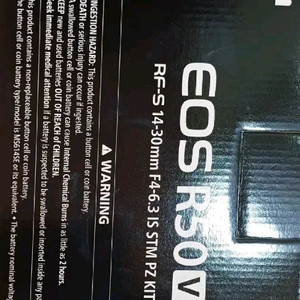 EOS R50 V
RF-S 14-30mm F4-6.3 IS STM PZ KIT
WARNING
INGESTION HAZARD: This product contains a button cell or coin battery.
DEATH or serious injury can occur if ingested.
A swallowed button cell or coin battery can cause Internal Chemical Burns in as little as 2 hours.
KEEP new and used batteries OUT OF REACH of CHILDREN.
Seek immediate medical attention if a battery is suspected to be swallowed or inserted inside any
This product contains a non-replaceable button cell or coin battery.
The button cell or coin battery type/model is MS614SE or its equivalent. • The battery nominal